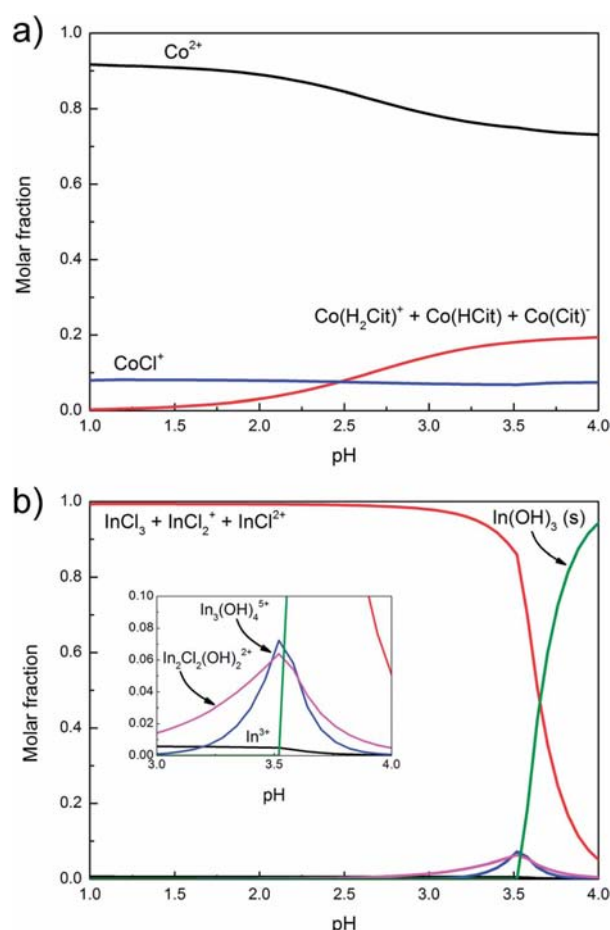 a)
1.0
0.8
0.6
0.4
0.2
0.0
Molar fraction
Co²⁺
Co(H₂Cit)⁺ + Co(HCit) + Co(Cit)⁻
CoCl⁺
1.0 1.5 2.0 2.5 3.0 3.5 4.0
pH
b)
1.0
0.8
0.6
0.4
0.2
0.0
Molar fraction
InCl₃ + InCl₂⁺ + InCl²⁺
In(OH)₃ (s)
0.10
0.08
0.06
0.04
0.02
0.00
In₃(OH)₄⁵⁺
In₂Cl₂(OH)₂²⁺
In³⁺
3.0 3.5 4.0
pH
1.0 1.5 2.0 2.5 3.0 3.5 4.0
pH